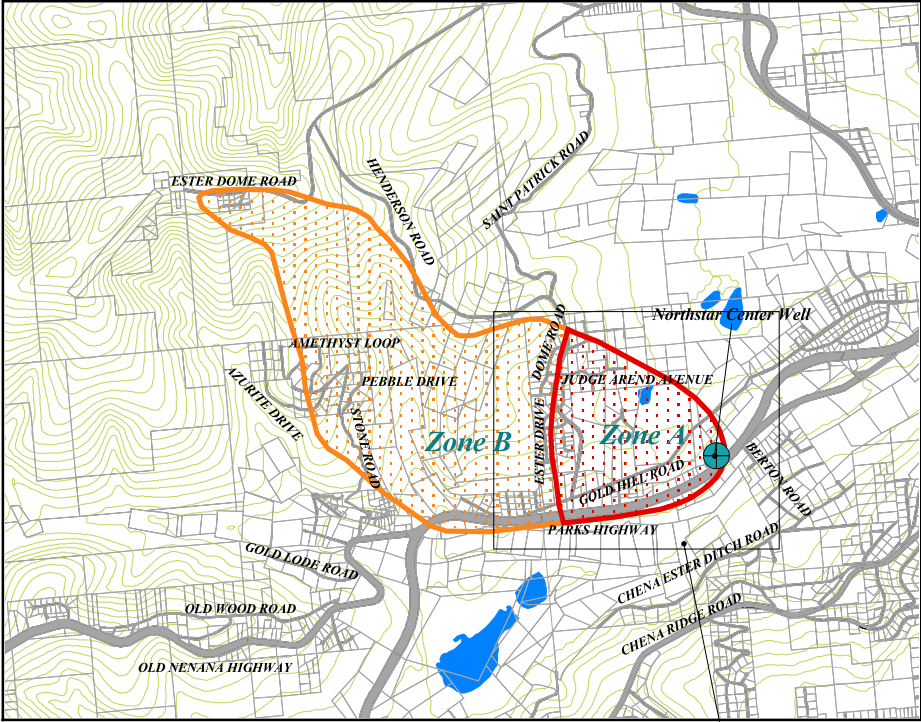 ESTER DOME ROAD
HENDERSON ROAD
SAINT PATRICK ROAD
Northstar Center Well
DOME ROAD
AMETHYST LOOP
PEBBLE DRIVE
JUDGE AREND AVENUE
AZURITE DRIVE
STONE ROAD
Zone B
ESTER DRIVE
Zone A
GOLD HILL ROAD
BERTON ROAD
PARKS HIGHWAY
GOLD LODE ROAD
CHENA ESTER DITCH ROAD
OLD WOOD ROAD
CHENA RIDGE ROAD
OLD NENANA HIGHWAY